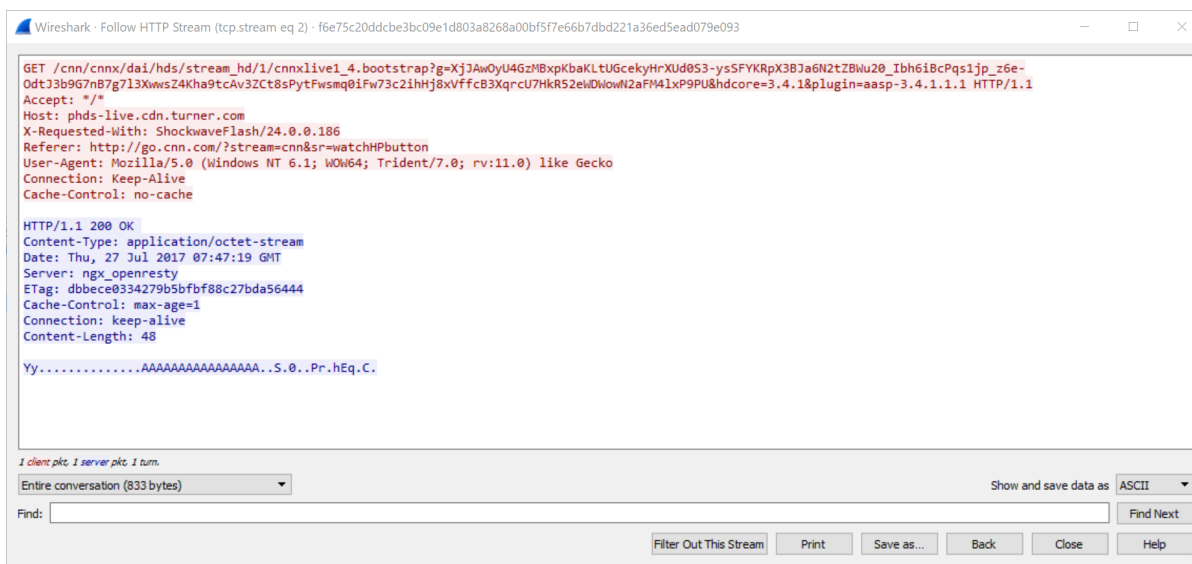 Wireshark · Follow HTTP Stream (tcp.stream eq 2) · f6e75c20ddcbe3bc09e1d803a8268a00bf5f7e66b7dbd221a36ed5ead079e093
GET /cnn/cnnx/dai/hds/stream_hd/1/cnnxlive1_4.bootstrap?g=XjJAwOyU4GzMBxpKbaKLtUGcekyHrXUd0S3-ysSFYKRpX3BJa6N2tZBWu20_Ibh6iBcPqs1jp_z6e-
OdtJ3b9G7nB7g7l3XwwsZ4Kha9tcAv3ZCt8sPytFwsmq0iFw73c2ihHj8xVffcB3XqrcU7HkR52eWDWowN2aFM4lxP9PU&hdcore=3.4.1&plugin=aasp-3.4.1.1.1 HTTP/1.1
Accept: "/*
Host: phds-live.cdn.turner.com
X-Requested-With: ShockwaveFlash/24.0.0.186
Referer: http://go.cnn.com/?stream=cnn&sr=watchHPbutton
User-Agent: Mozilla/5.0 (Windows NT 6.1; WOW64; Trident/7.0; rv:11.0) like Gecko
Connection: Keep-Alive
Cache-Control: no-cache
HTTP/1.1 200 OK
Content-Type: application/octet-stream
Date: Thu, 27 Jul 2017 07:47:19 GMT
Server: ngx_openresty
ETag: dbbece0334279b5bfbf88c27bda56444
Cache-Control: max-age=1
Connection: keep-alive
Content-Length: 48
Yy..............AAAAAAAAAAAAAAAA..S.0..Pr.hEq.C.
1 client pkt, 1 server pkt, 1 turn.
Entire conversation (833 bytes)
Show and save data as ASCII
Find:
Find Next
Filter Out This Stream
Print
Save as...
Back
Close
Help